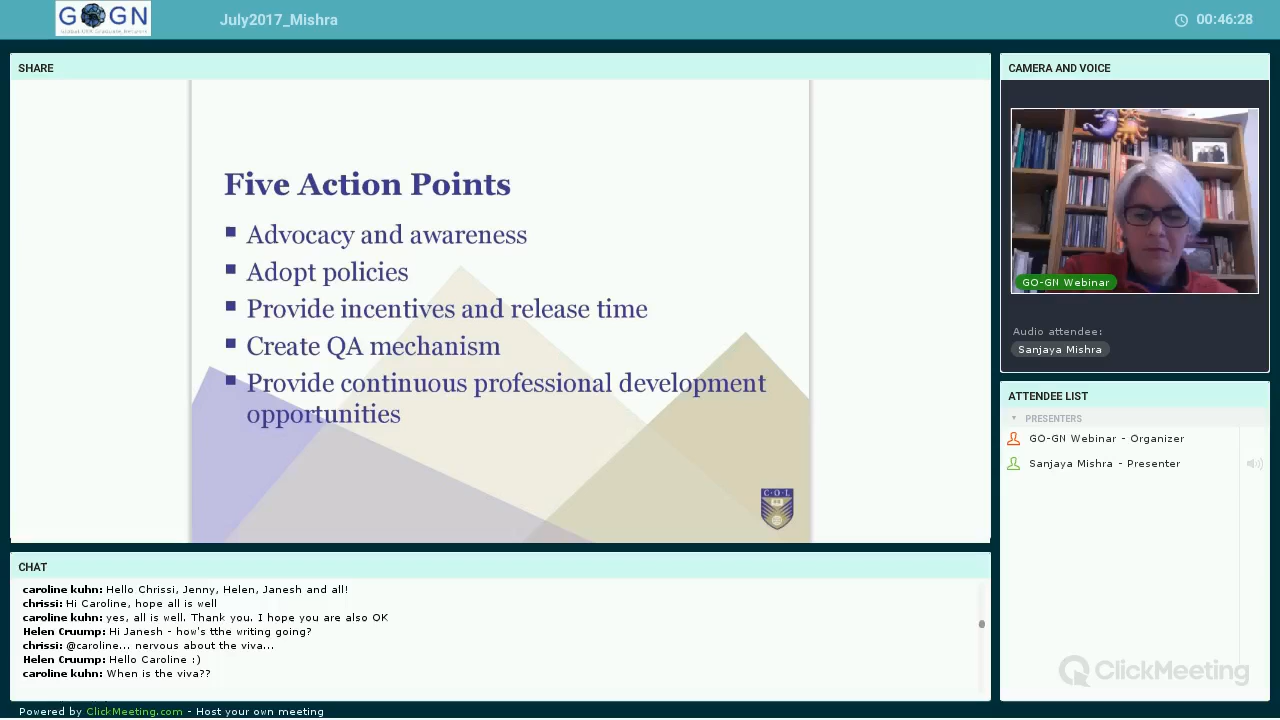 GOGN
Global OER Graduate Network
July2017_Mishra
00:46:28
SHARE
Five Action Points
Advocacy and awareness
Adopt policies
Provide incentives and release time
Create QA mechanism
Provide continuous professional development
opportunities
C·O·L
CHAT
caroline kuhn: Hello Chrissi, Jenny, Helen, Janesh and all!
chrissi: Hi Caroline, hope all is well
caroline kuhn: yes, all is well. Thank you. I hope you are also OK
Helen Cruump: Hi Janesh - how's tthe writing going?
chrissi: @caroline... nervous about the viva...
Helen Cruump: Hello Caroline :)
caroline kuhn: When is the viva??
CAMERA AND VOICE
GO-GN Webinar
Audio attendee:
Sanjaya Mishra
ATTENDEE LIST
PRESENTERS
GO-GN Webinar - Organizer
Sanjaya Mishra - Presenter
ClickMeeting
Powered by ClickMeeting.com - Host your own meeting